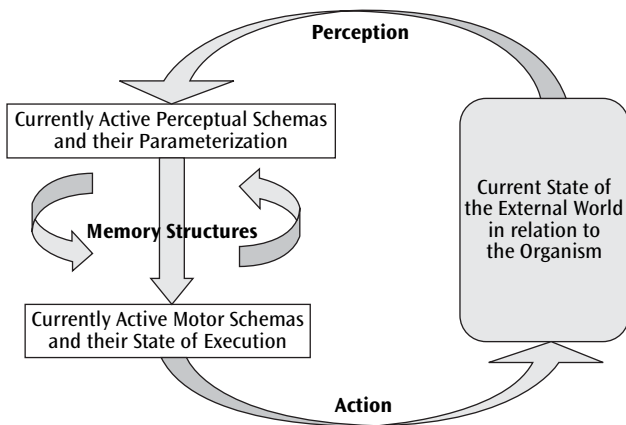 Perception
Currently Active Perceptual Schemas
and their Parameterization
Current State of
the External World
in relation to
the Organism
Memory Structures
Currently Active Motor Schemas
and their State of Execution
Action